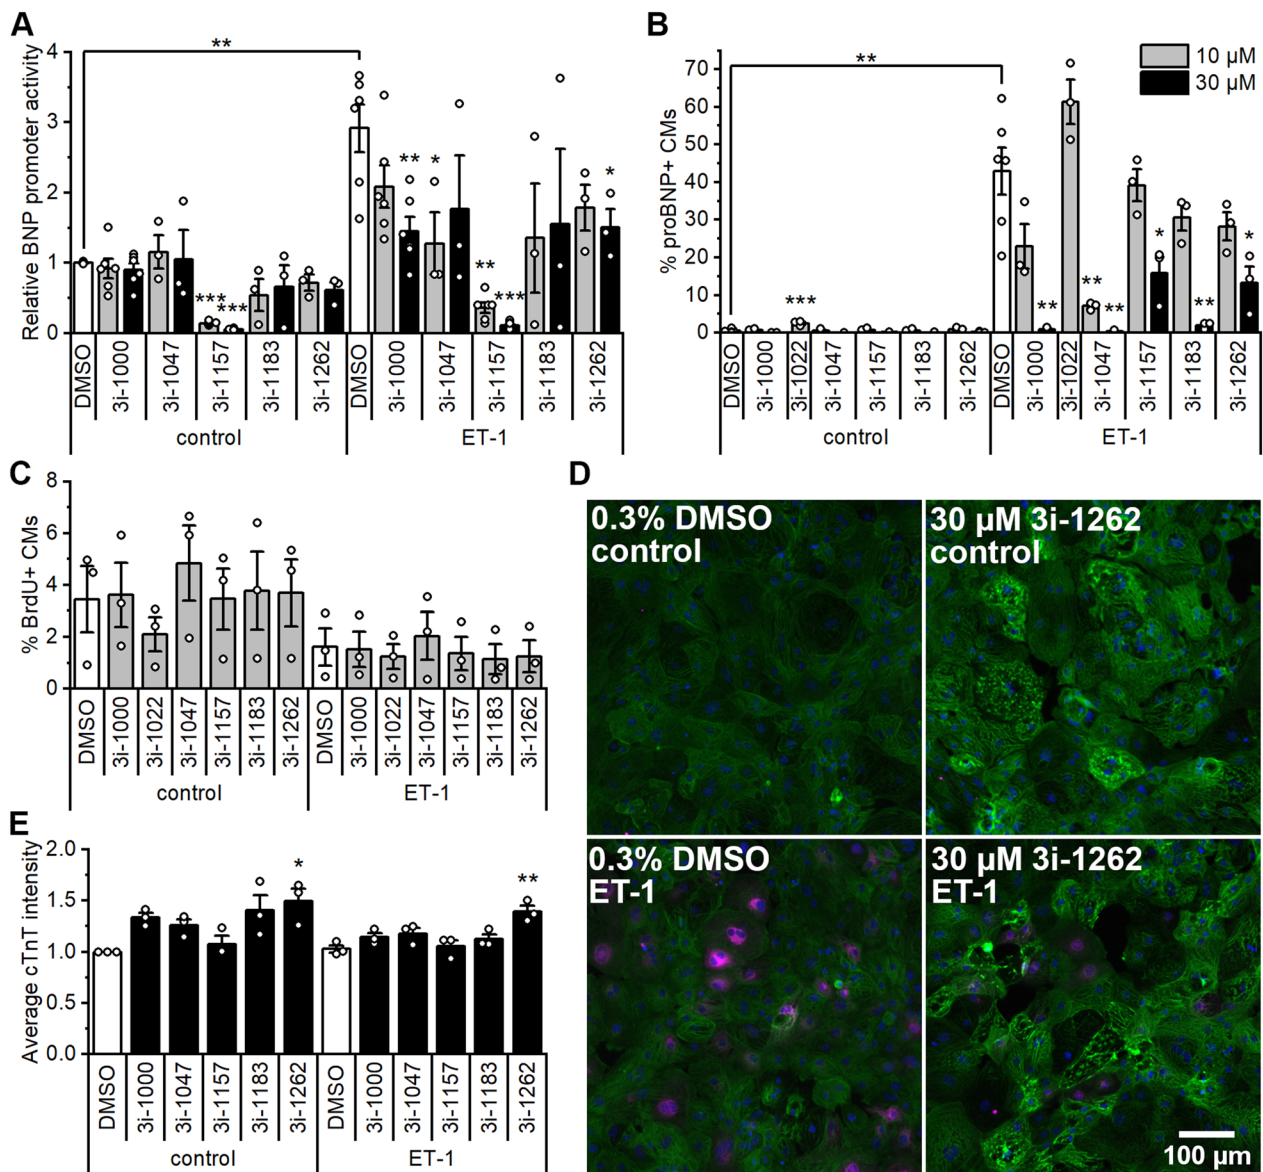 A
Relative BNP promoter activity
4
3
2
1
0
**
***
***
**
*
**
***
*
DMSO
3i-1000
3i-1047
3i-1157
3i-1183
3i-1262
DMSO
3i-1000
3i-1047
3i-1157
3i-1183
3i-1262
control
ET-1
B
% proBNP+ CMs
70
60
50
40
30
20
10
0
**
10 µM
30 µM
***
**
**
**
*
**
*
DMSO
3i-1000
3i-1022
3i-1047
3i-1157
3i-1183
3i-1262
DMSO
3i-1000
3i-1022
3i-1047
3i-1157
3i-1183
3i-1262
control
ET-1
C
% BrdU+ CMs
8
6
4
2
0
DMSO
3i-1000
3i-1022
3i-1047
3i-1157
3i-1183
3i-1262
DMSO
3i-1000
3i-1022
3i-1047
3i-1157
3i-1183
3i-1262
control
ET-1
D
0.3% DMSO
control
30 µM 3i-1262
control
0.3% DMSO
ET-1
30 µM 3i-1262
ET-1
100 µm
E
Average cTnT intensity
2.0
1.5
1.0
0.5
0.0
*
**
DMSO
3i-1000
3i-1047
3i-1157
3i-1183
3i-1262
DMSO
3i-1000
3i-1047
3i-1157
3i-1183
3i-1262
control
ET-1